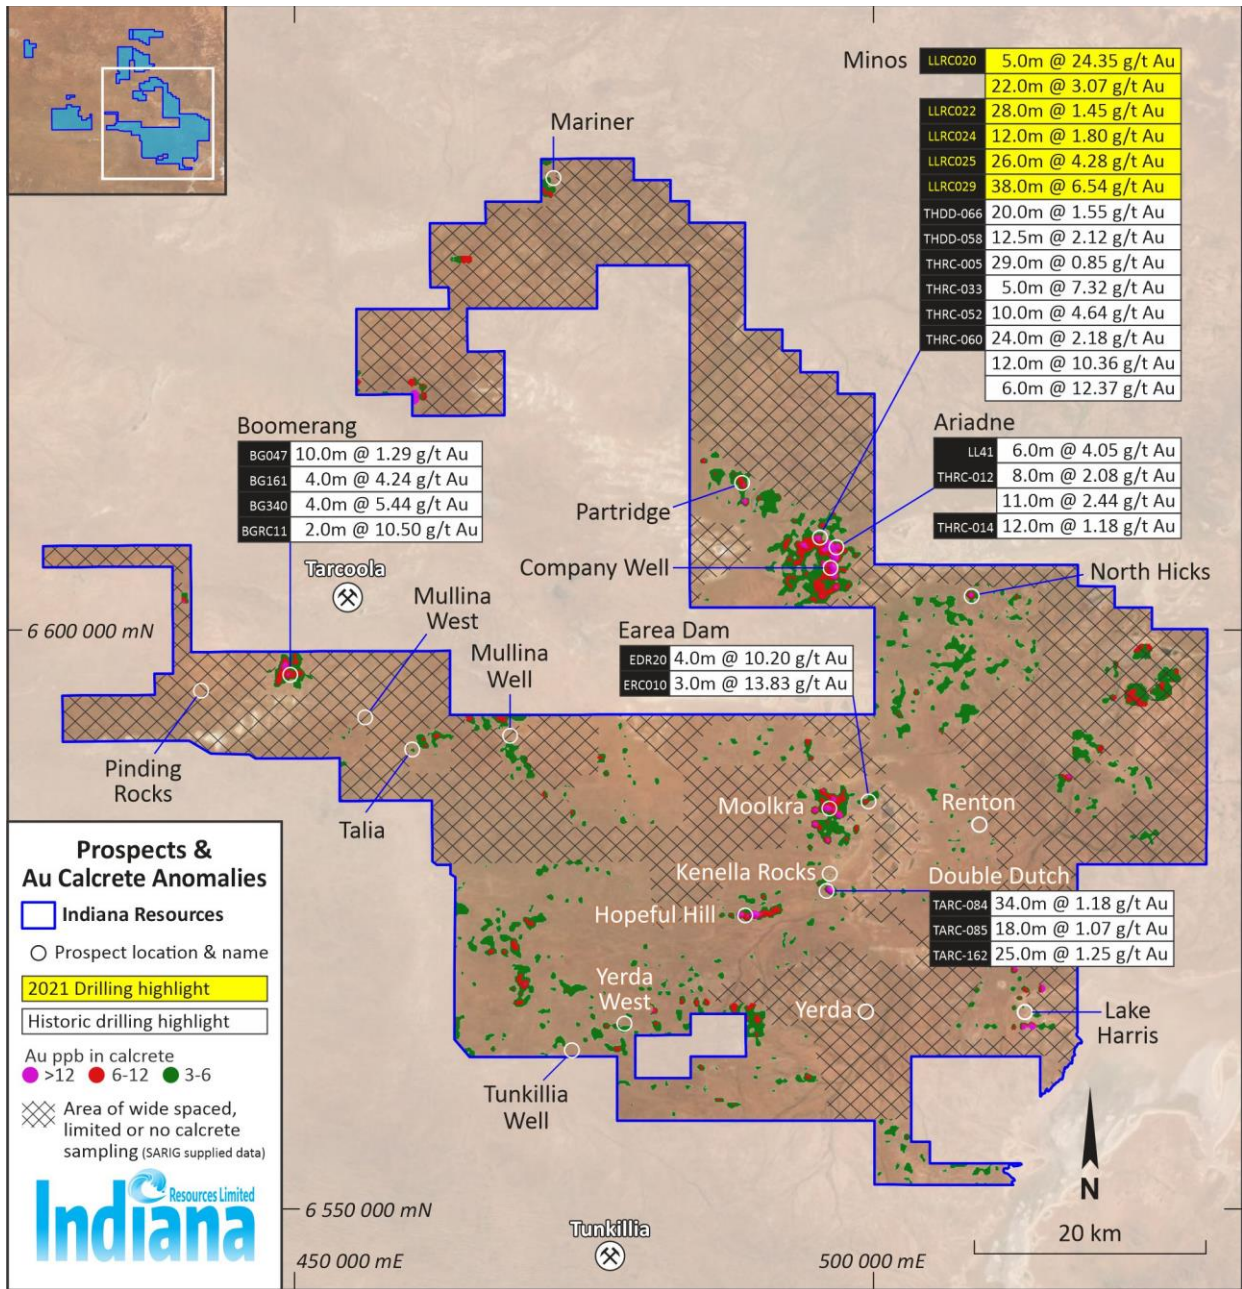 Mariner
Minos
LLRC020 5.0m @ 24.35 g/t Au
22.0m @ 3.07 g/t Au
LLRC022 28.0m @ 1.45 g/t Au
LLRC024 12.0m @ 1.80 g/t Au
LLRC025 26.0m @ 4.28 g/t Au
LLRC029 38.0m @ 6.54 g/t Au
THDD-066 20.0m @ 1.55 g/t Au
THDD-058 12.5m @ 2.12 g/t Au
THRC-005 29.0m @ 0.85 g/t Au
THRC-033 5.0m @ 7.32 g/t Au
THRC-052 10.0m @ 4.64 g/t Au
THRC-060 24.0m @ 2.18 g/t Au
12.0m @ 10.36 g/t Au
6.0m @ 12.37 g/t Au
Boomerang
BG047 10.0m @ 1.29 g/t Au
BG161 4.0m @ 4.24 g/t Au
BG340 4.0m @ 5.44 g/t Au
BGRC11 2.0m @ 10.50 g/t Au
Ariadne
LL41 6.0m @ 4.05 g/t Au
THRC-012 8.0m @ 2.08 g/t Au
11.0m @ 2.44 g/t Au
THRC-014 12.0m @ 1.18 g/t Au
Partridge
Company Well
North Hicks
Tarcoola
Mullina
West
6 600 000 mN
Mullina
Well
Earea Dam
EDR20 4.0m @ 10.20 g/t Au
ERC010 3.0m @ 13.83 g/t Au
Pinding
Rocks
Talia
Moolkra
Renton
Kenella Rocks
Double Dutch
TARC-084 34.0m @ 1.18 g/t Au
TARC-085 18.0m @ 1.07 g/t Au
TARC-162 25.0m @ 1.25 g/t Au
Hopeful Hill
Yerda
West
Yerda
Lake
Harris
Tunkillia
Well
Prospects &
Au Calcrete Anomalies
Indiana Resources
Prospect location & name
2021 Drilling highlight
Historic drilling highlight
Au ppb in calcrete
>12 6-12 3-6
Area of wide spaced,
limited or no calcrete
sampling (SARIG supplied data)
Resources Limited
Indiana
6 550 000 mN
Tunkillia
450 000 mE
500 000 mE
N
20 km